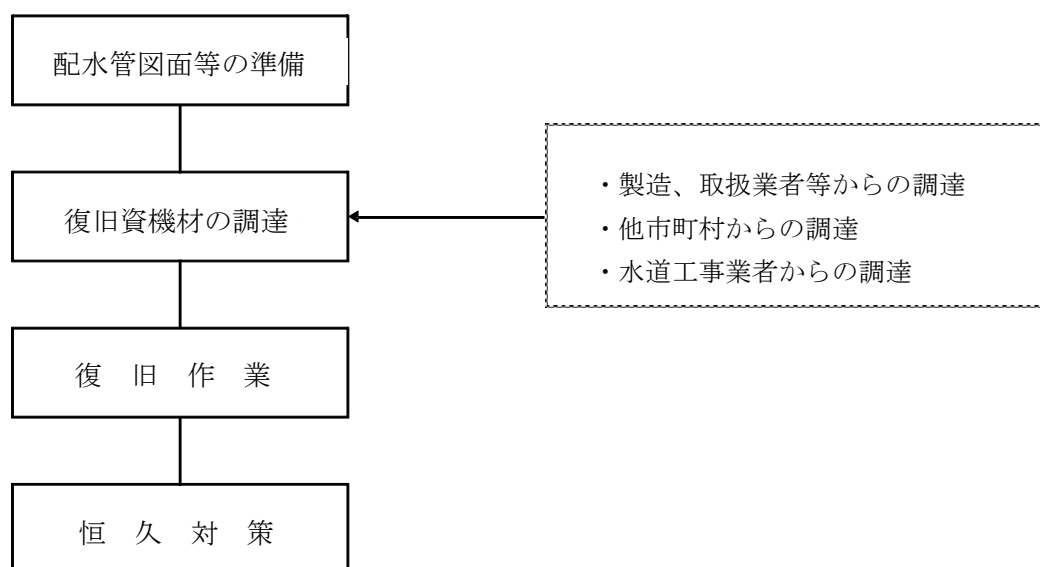 配水管図面等の準備
復旧資機材の調達
・製造、取扱業者等からの調達
・他市町村からの調達
・水道工事業者からの調達
復　旧　作　業
恒　久　対　策